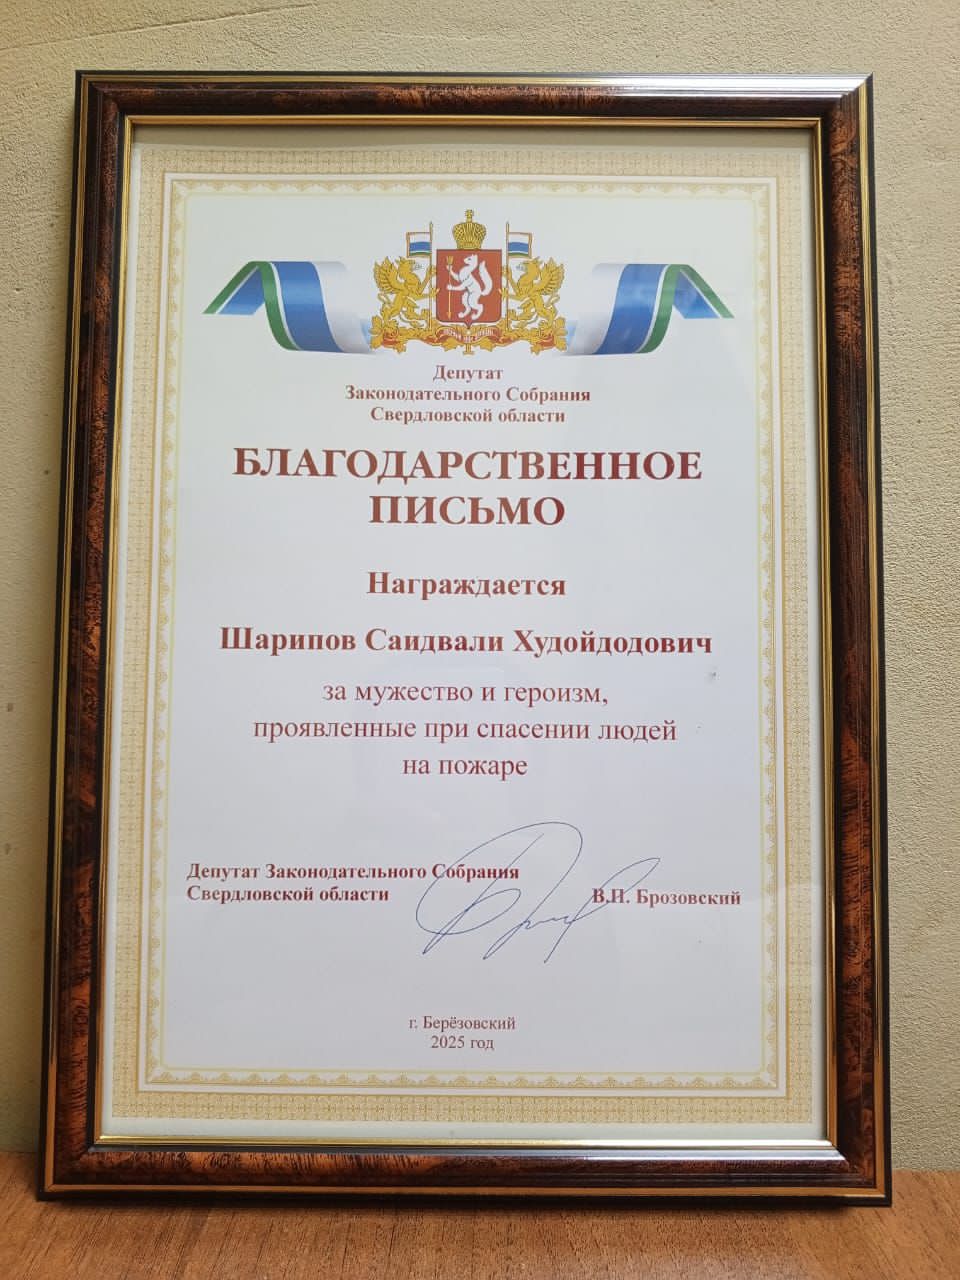 Депутат
Законодательного Собрания
Свердловской области
БЛАГОДАРСТВЕННОЕ
ПИСЬМО
Награждается
Шарипов Саидвали Худойдодович
за мужество и героизм,
проявленные при спасении людей
на пожаре
Депутат Законодательного Собрания
Свердловской области
В.П. Брозовский
г. Берёзовский
2025 год